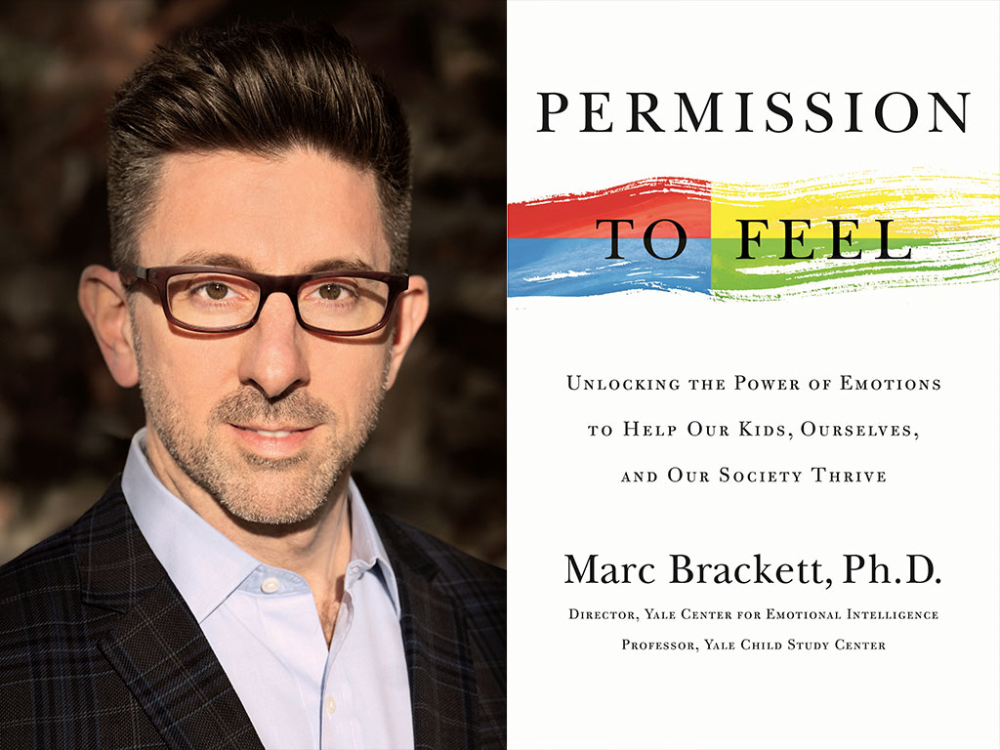 PERMISSION
TO FEEL
UNLOCKING THE POWER OF EMOTIONS
TO HELP OUR KIDS, OURSELVES,
AND OUR SOCIETY THRIVE
Marc Brackett, Ph.D.
DIRECTOR, YALE CENTER FOR EMOTIONAL INTELLIGENCE
PROFESSOR, YALE CHILD STUDY CENTER